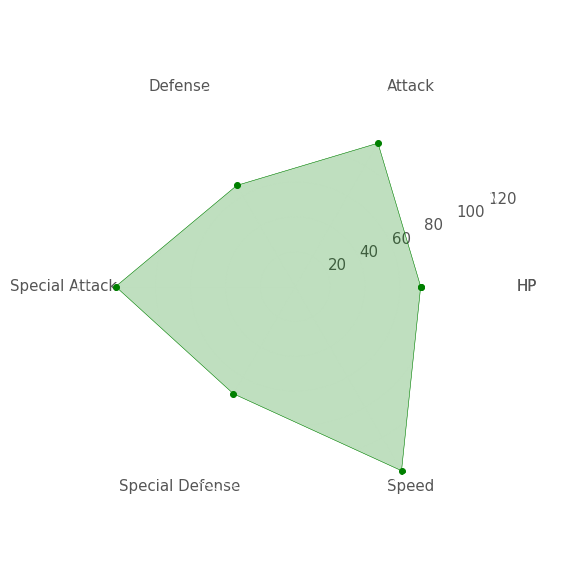 Defense
Attack
120
100
80
60
40
20
Special Attack
HP
Special Defense
Speed